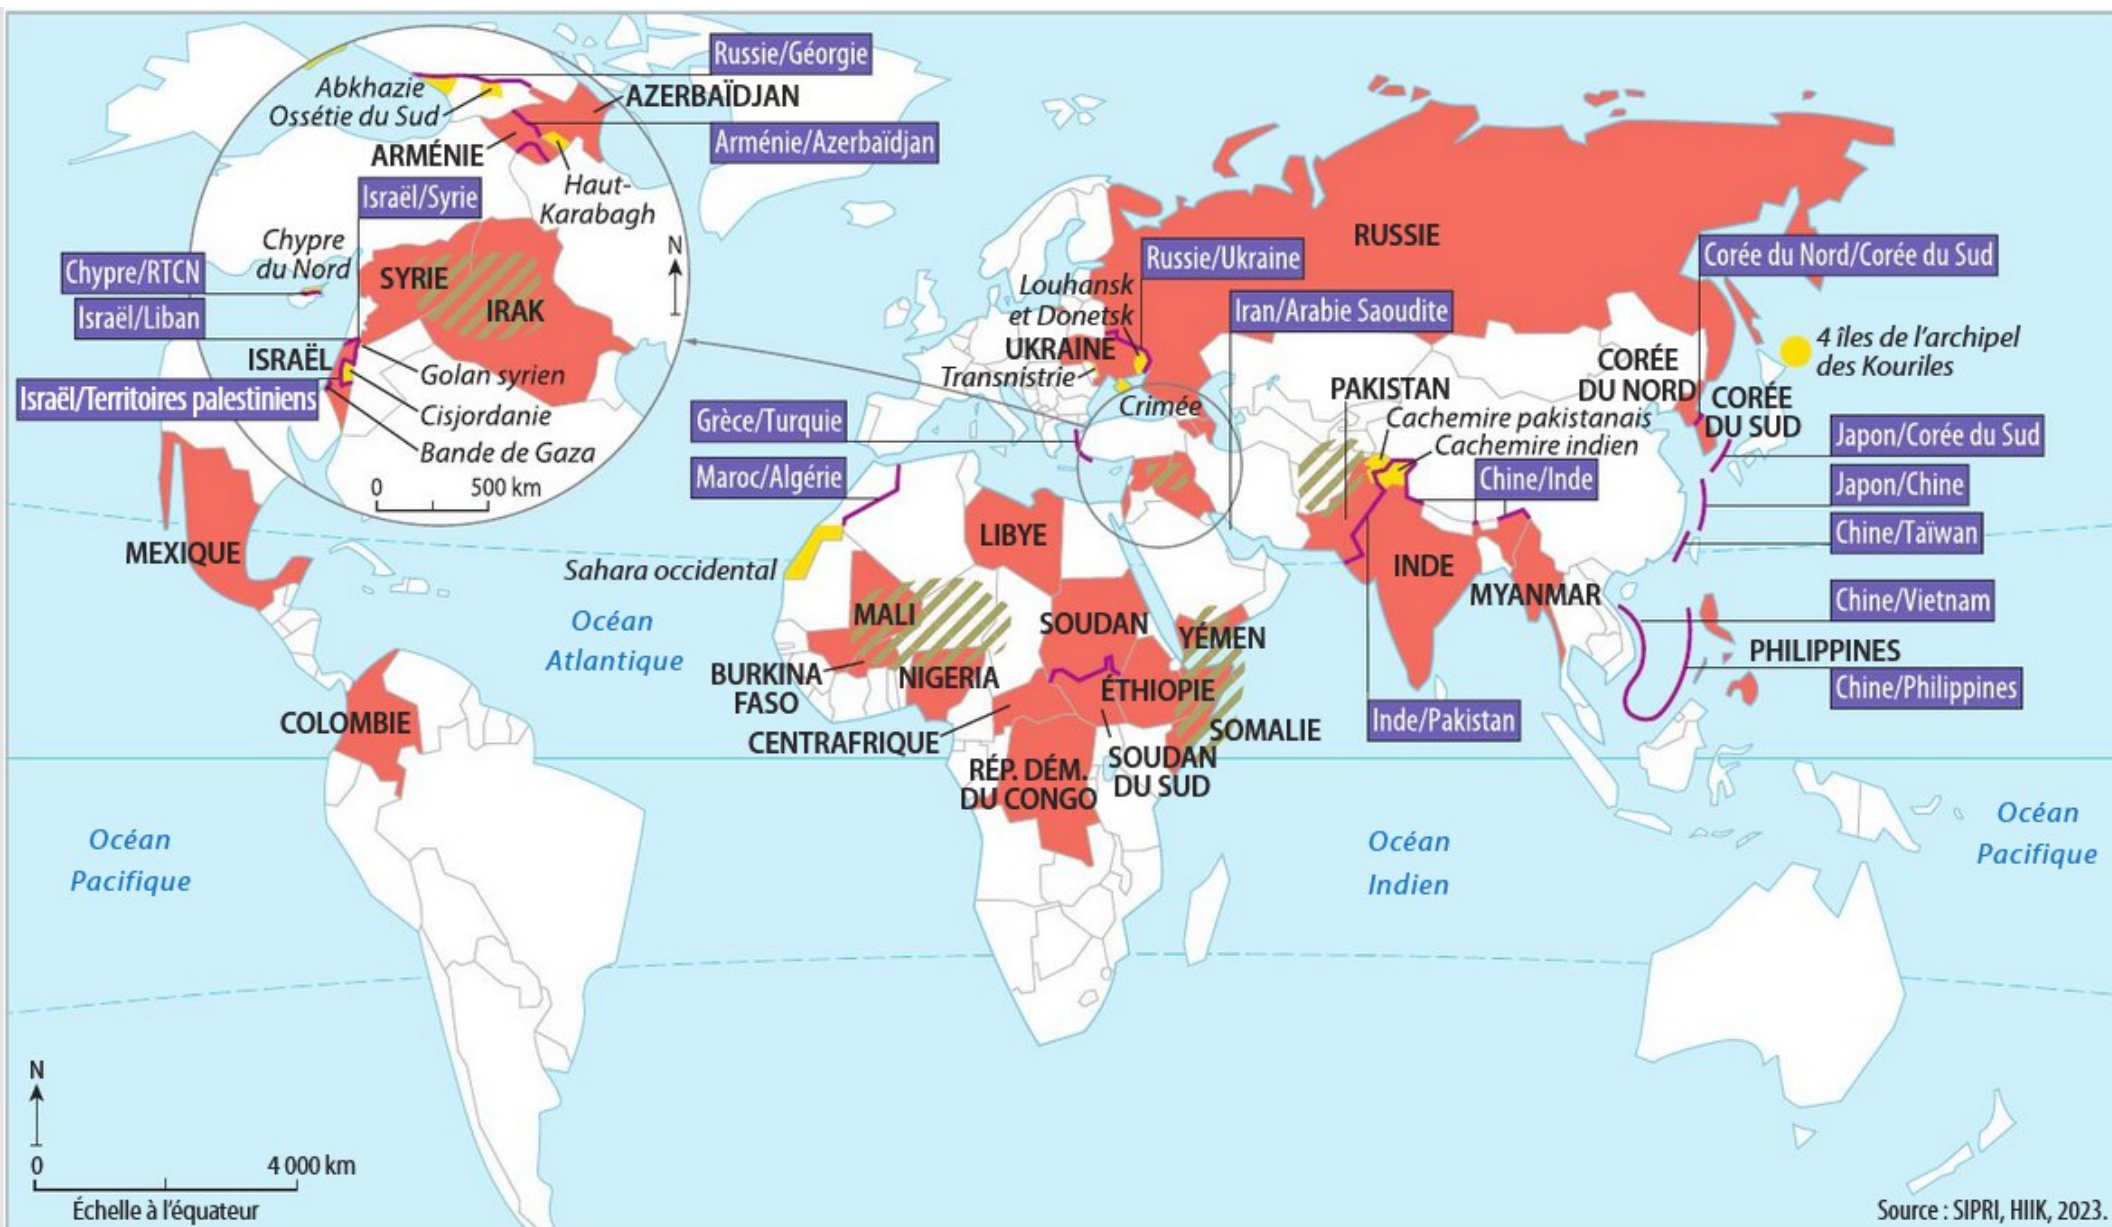 Russie/Géorgie
Abkhazie
Ossétie du Sud
AZERBAÏDJAN
ARMÉNIE
Arménie/Azerbaïdjan
Haut-
Karabagh
Israël/Syrie
Chypre
du Nord
N
Chypre/RTCN
SYRIE
IRAK
Israël/Liban
ISRAËL
Golan syrien
Israël/Territoires palestiniens
Cisjordanie
Bande de Gaza
0 500 km
RUSSIE
Russie/Ukraine
Corée du Nord/Corée du Sud
Louhansk
et Donetsk
Iran/Arabie Saoudite
UKRAINE
Transnistrie
Crimée
4 îles de l'archipel
des Kouriles
CORÉE
DU NORD
CORÉE
DU SUD
PAKISTAN
Cachemire pakistanais
Cachemire indien
Grèce/Turquie
Maroc/Algérie
Chine/Inde
Japon/Corée du Sud
Japon/Chine
Chine/Taïwan
MEXIQUE
LIBYE
Sahara occidental
INDE
MYANMAR
Chine/Vietnam
Océan
Atlantique
MALI
SOUDAN
YÉMEN
PHILIPPINES
Chine/Philippines
BURKINA
FASO
NIGERIA
ÉTHIOPIE
COLOMBIE
CENTRAFRIQUE
SOMALIE
Inde/Pakistan
RÉP. DÉM.
DU CONGO
SOUDAN
DU SUD
Océan
Pacifique
Océan
Indien
Océan
Pacifique
N
0 4 000 km
Échelle à l'équateur
Source : SIPRI, HIIK, 2023.